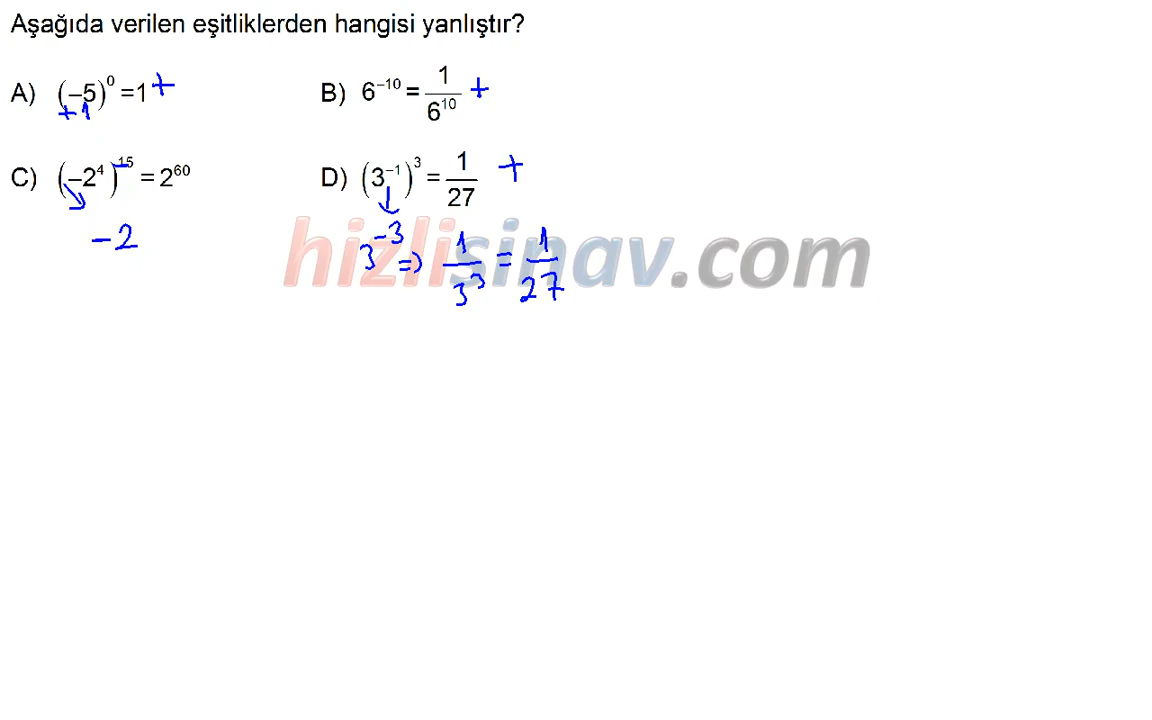 Aşağıda verilen eşitliklerden hangisi yanlıştır?
A) (−5)⁰ =1 + B) 6⁻¹⁰ = 1/6¹⁰ +
+1
C) (−2⁴)¹⁵ = 2⁶⁰ D) (3⁻¹)³ = 1/27 +
−2 3⁻³ ⇒ 1/3³ = 1/27
hizlisinav.com